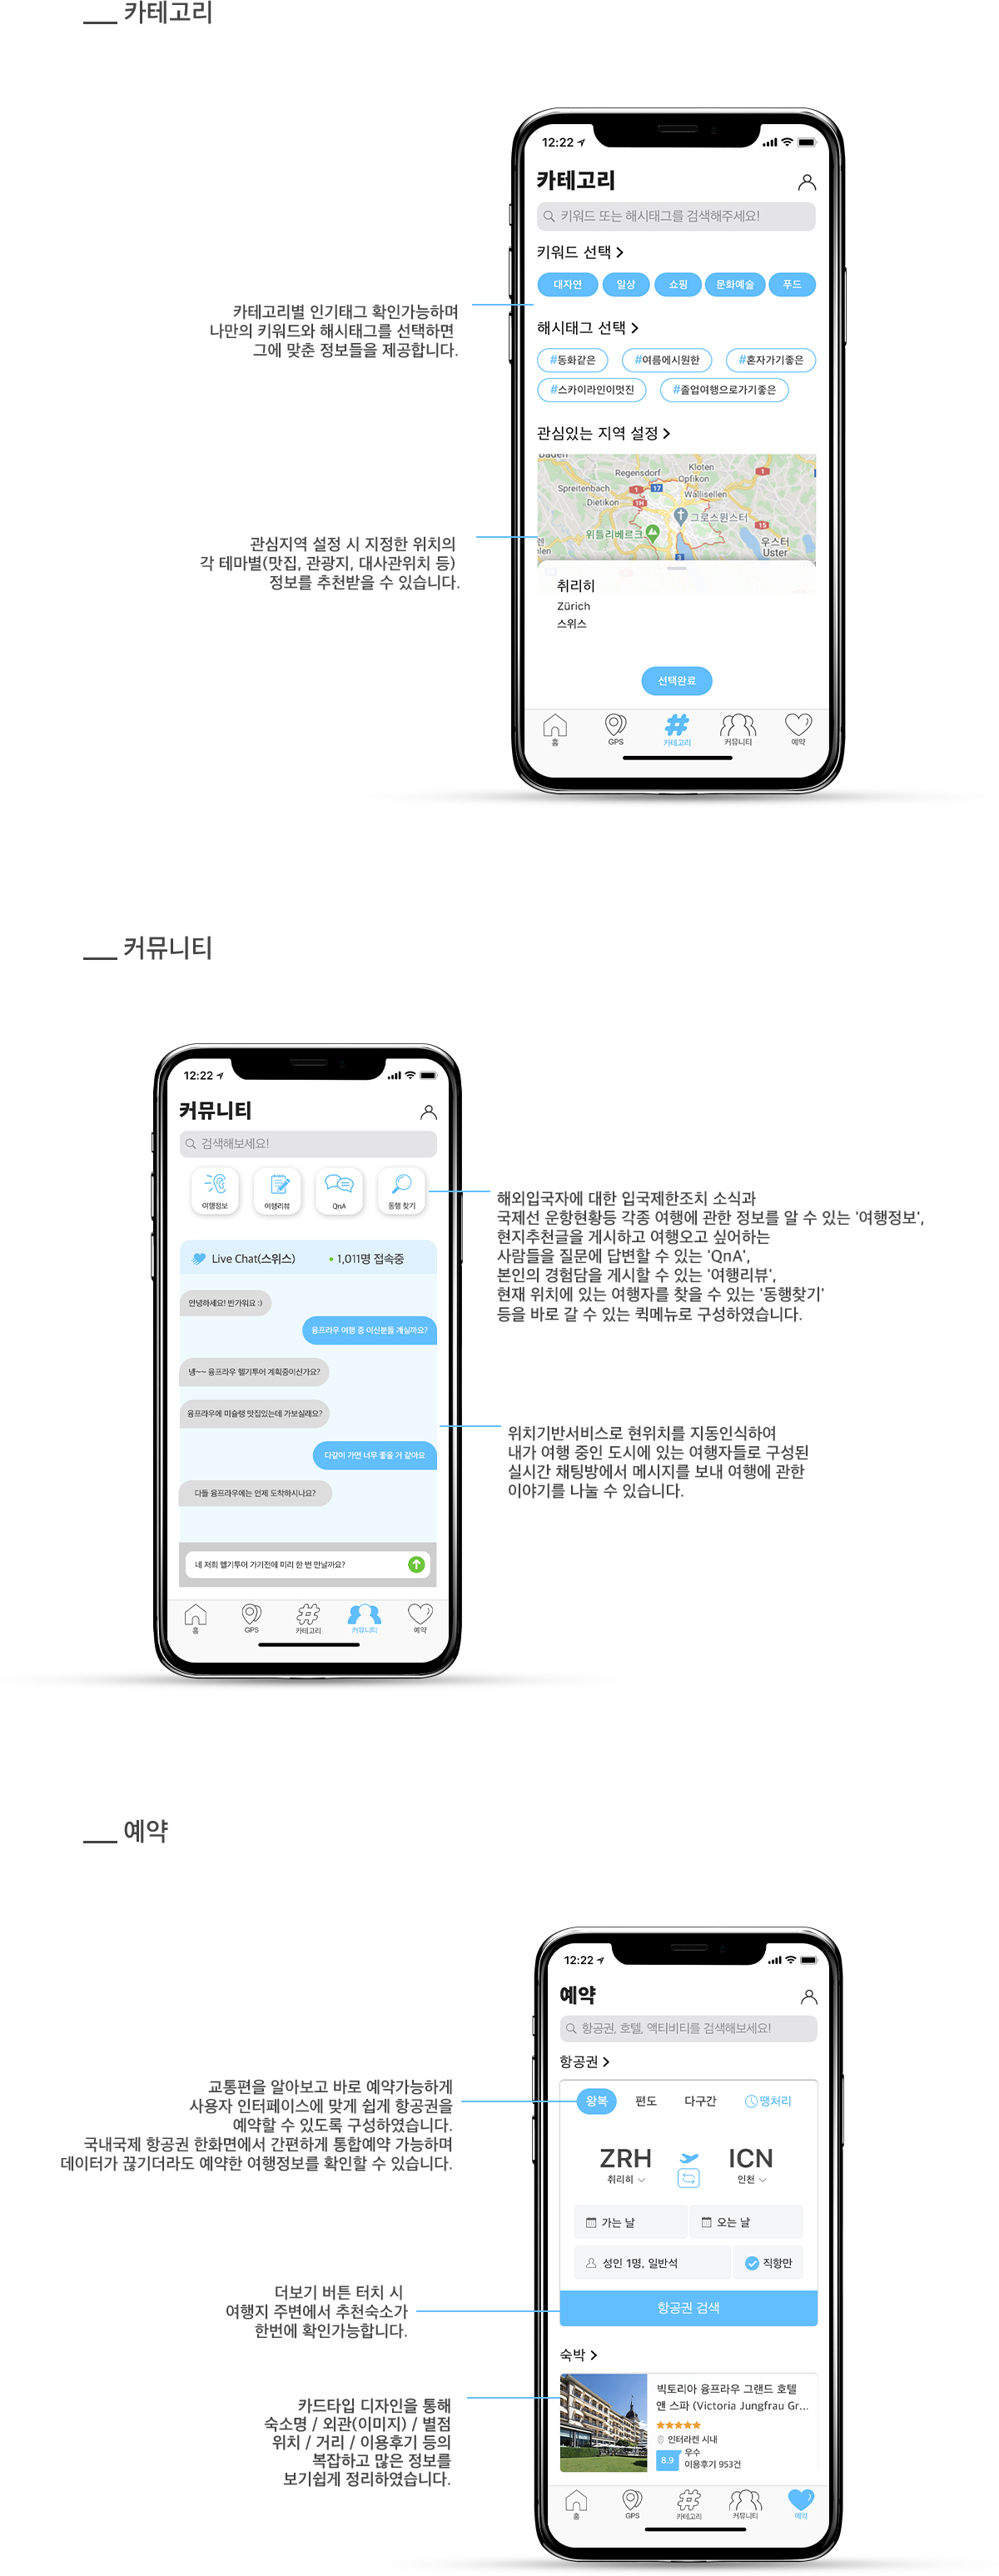 카테고리
12:22
카테고리
키워드 또는 해시태그를 검색해주세요!
키워드 선택 >
대자연 일상 쇼핑 문화예술 푸드
카테고리별 인기태그 확인가능하며
나만의 키워드와 해시태그를 선택하면
그에 맞춘 정보들을 제공합니다.
해시태그 선택 >
#동화같은 #여름에시원한 #혼자가기좋은
#스카이라인이멋진 #졸업여행으로가기좋은
관심있는 지역 설정 >
Baden
Regensdorf Kloten
Opfikon
Spreitenbach
Dietikon
Wallisellen
1 17 1 1H 15 3
그로스뮌스터
위틀리베르크
우스터
Uster
관심지역 설정 시 지정한 위치의
각 테마별(맛집, 관광지, 대사관위치 등)
정보를 추천받을 수 있습니다.
취리히
Zürich
스위스
선택완료
홈 GPS 카테고리 커뮤니티 예약
커뮤니티
12:22
커뮤니티
검색해보세요!
여행정보 여행리뷰 QnA 동행 찾기
해외입국자에 대한 입국제한조치 소식과
국제선 운항현황등 각종 여행에 관한 정보를 알 수 있는 '여행정보',
현지추천글을 게시하고 여행오고 싶어하는
사람들을 질문에 답변할 수 있는 'QnA',
본인의 경험담을 게시할 수 있는 '여행리뷰',
현재 위치에 있는 여행자를 찾을 수 있는 '동행찾기'
등을 바로 갈 수 있는 퀵메뉴로 구성하였습니다.
Live Chat(스위스) • 1,011명 접속중
안녕하세요! 반가워요 :)
융프라우 여행 중 이신분들 계실까요?
넹~~ 융프라우 헬기투어 계획중이신가요?
융프라우에 미슐랭 맛집있는데 가보실래요?
다같이 가면 너무 좋을 거 같아요
다들 융프라우에는 언제 도착하시나요?
네 저희 헬기투어 가기전에 미리 한 번 만날까요?
위치기반서비스로 현위치를 자동인식하여
내가 여행 중인 도시에 있는 여행자들로 구성된
실시간 채팅방에서 메시지를 보내 여행에 관한
이야기를 나눌 수 있습니다.
홈 GPS 카테고리 커뮤니티 예약
예약
12:22
예약
항공권, 호텔, 액티비티를 검색해보세요!
항공권 >
왕복 편도 다구간 땡처리
교통편을 알아보고 바로 예약가능하게
사용자 인터페이스에 맞게 쉽게 항공권을
예약할 수 있도록 구성하였습니다.
국내국제 항공권 한화면에서 간편하게 통합예약 가능하며
데이터가 끊기더라도 예약한 여행정보를 확인할 수 있습니다.
ZRH ICN
취리히 인천
가는 날 오는 날
성인 1명, 일반석 직항만
항공권 검색
더보기 버튼 터치 시
여행지 주변에서 추천숙소가
한번에 확인가능합니다.
숙박 >
빅토리아 융프라우 그랜드 호텔
앤 스파 (Victoria Jungfrau Gr...
인터라켄 시내
8.9 우수
이용후기 953건
카드타입 디자인을 통해
숙소명 / 외관(이미지) / 별점
위치 / 거리 / 이용후기 등의
복잡하고 많은 정보를
보기쉽게 정리하였습니다.
홈 GPS 카테고리 커뮤니티 예약